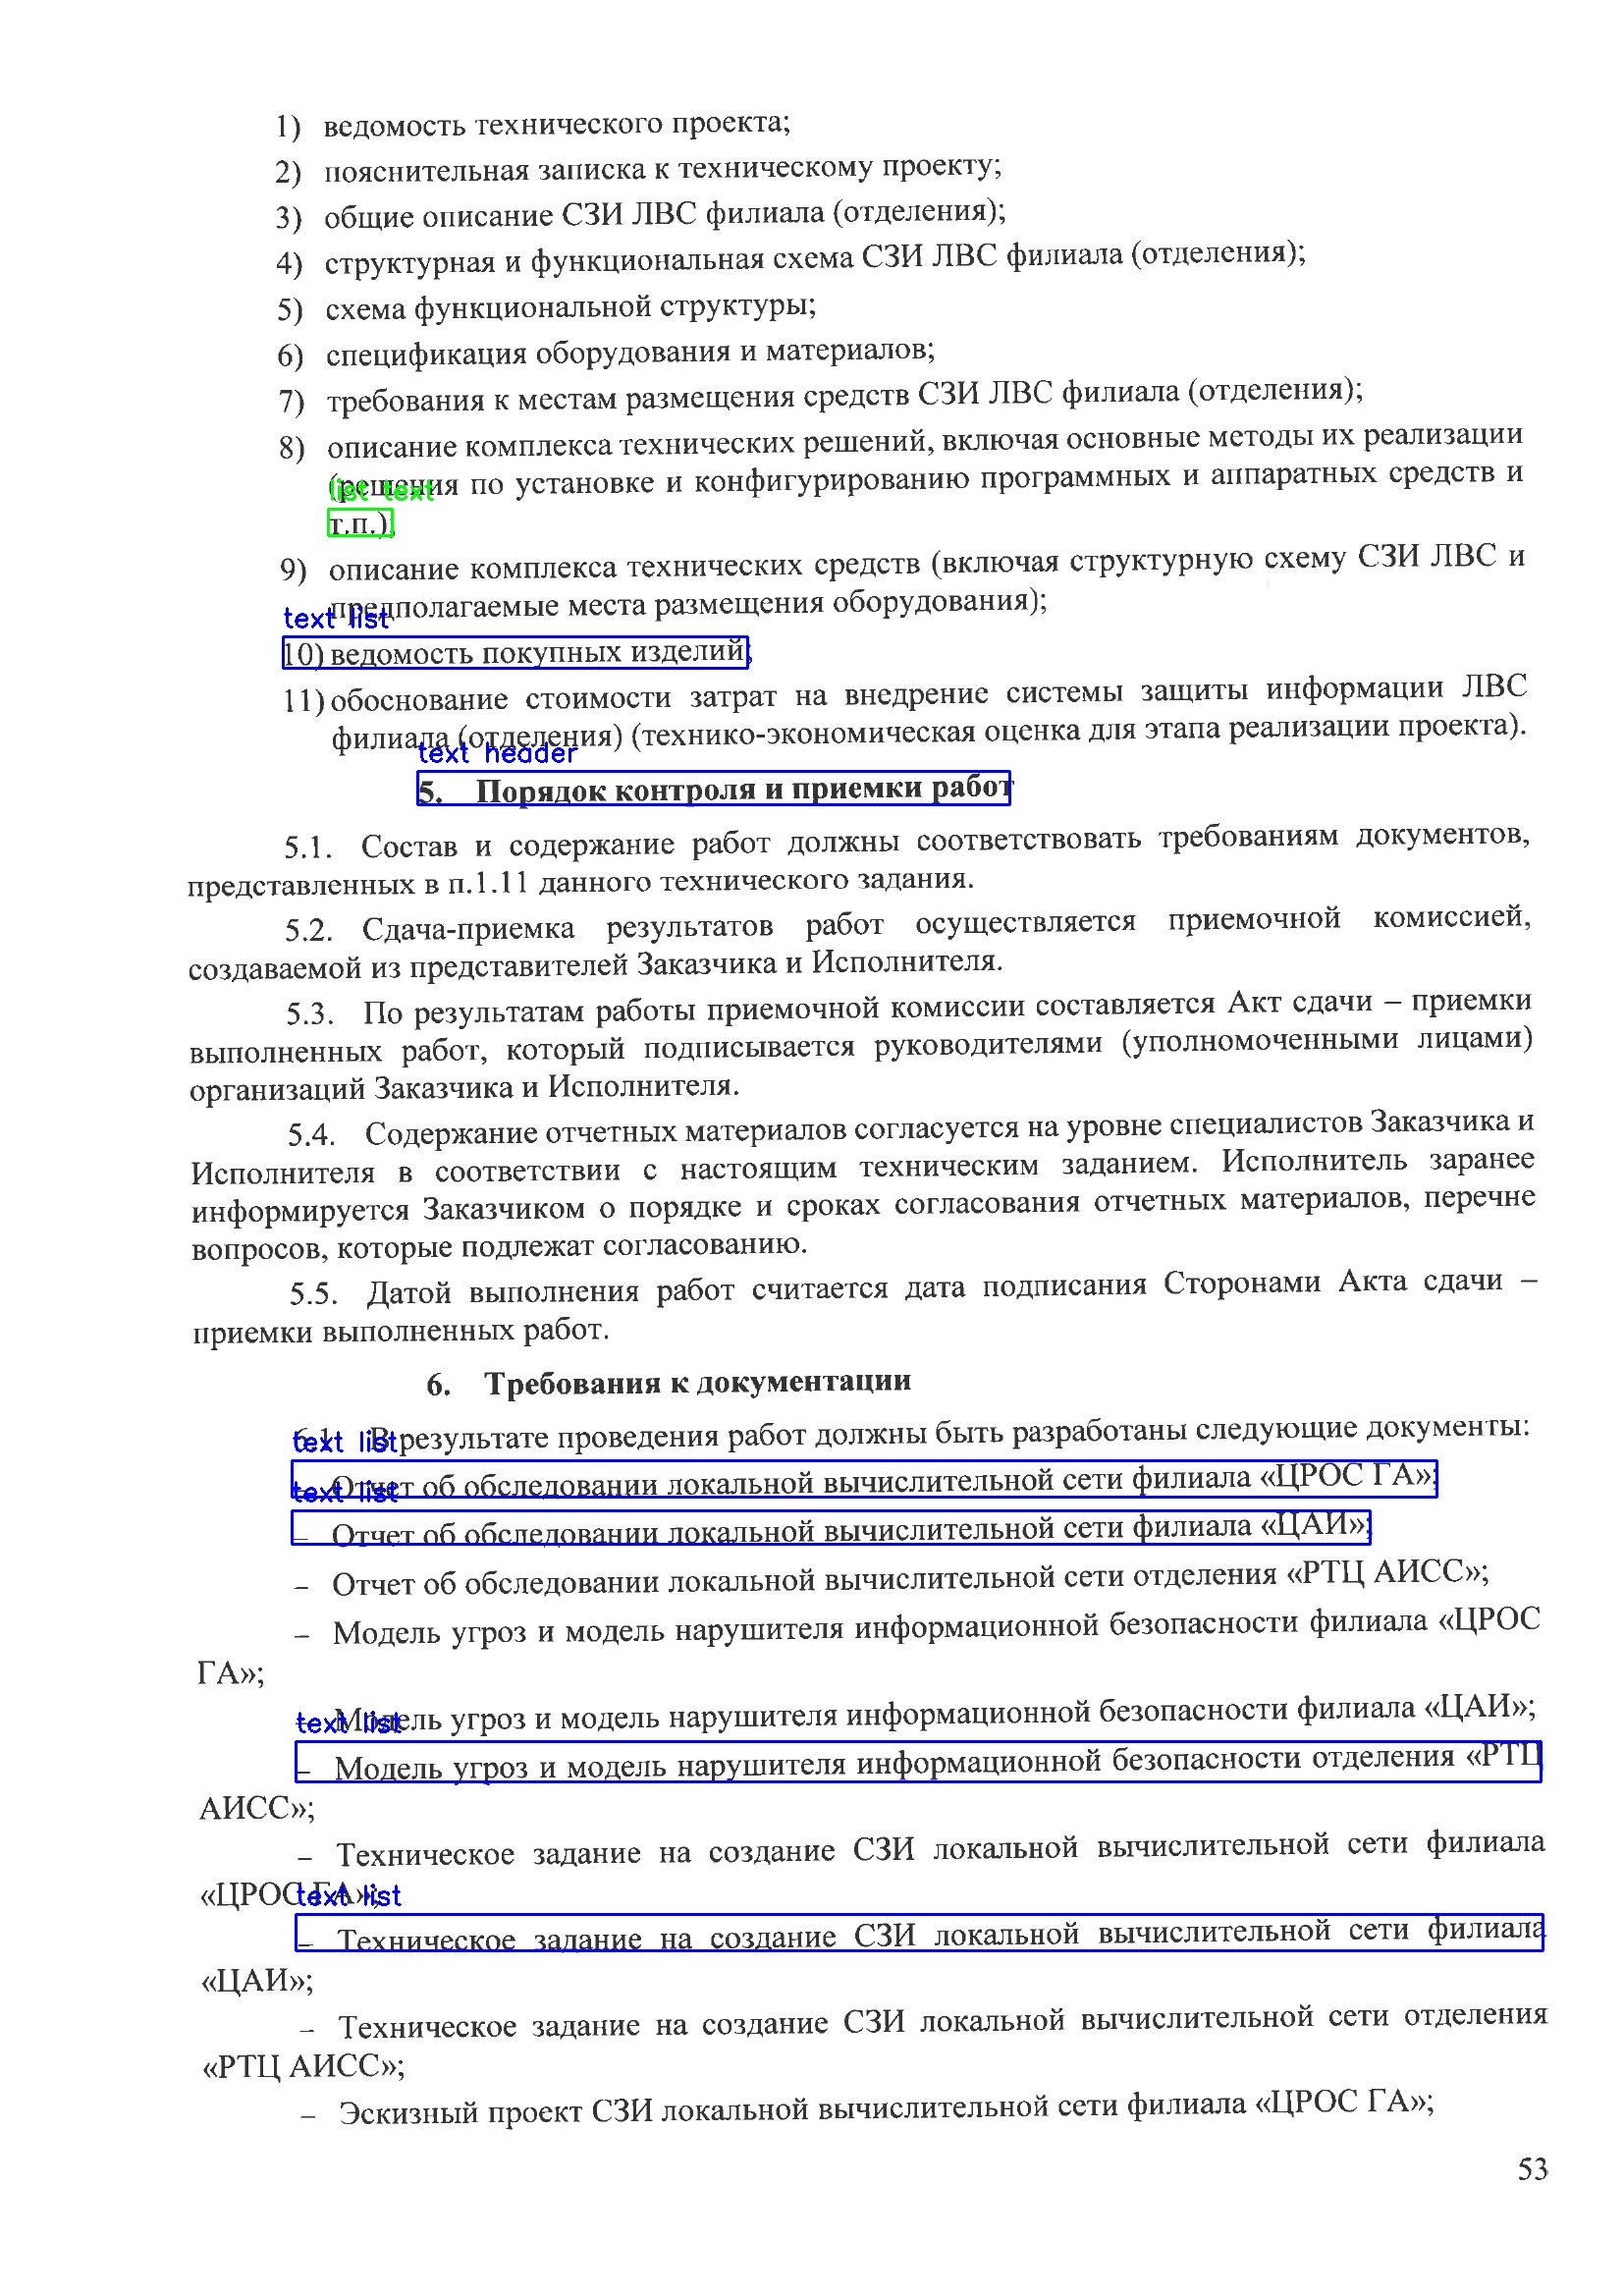 1) ведомость технического проекта;
2) пояснительная записка к техническому проекту;
3) общие описание СЗИ ЛВС филиала (отделения);
4) структурная и функциональная схема СЗИ ЛВС филиала (отделения);
5) схема функциональной структуры;
6) спецификация оборудования и материалов;
7) требования к местам размещения средств СЗИ ЛВС филиала (отделения);
8) описание комплекса технических решений, включая основные методы их реализации
(решения по установке и конфигурированию программных и аппаратных средств и
list text
т.п.);
9) описание комплекса технических средств (включая структурную схему СЗИ ЛВС и
предполагаемые места размещения оборудования);
text list
10) ведомость покупных изделий;
11) обоснование стоимости затрат на внедрение системы защиты информации ЛВС
филиала (отделения) (технико-экономическая оценка для этапа реализации проекта).
text header
5. Порядок контроля и приемки работ
5.1. Состав и содержание работ должны соответствовать требованиям документов,
представленных в п.1.11 данного технического задания.
5.2. Сдача-приемка результатов работ осуществляется приемочной комиссией,
создаваемой из представителей Заказчика и Исполнителя.
5.3. По результатам работы приемочной комиссии составляется Акт сдачи – приемки
выполненных работ, который подписывается руководителями (уполномоченными лицами)
организаций Заказчика и Исполнителя.
5.4. Содержание отчетных материалов согласуется на уровне специалистов Заказчика и
Исполнителя в соответствии с настоящим техническим заданием. Исполнитель заранее
информируется Заказчиком о порядке и сроках согласования отчетных материалов, перечне
вопросов, которые подлежат согласованию.
5.5. Датой выполнения работ считается дата подписания Сторонами Акта сдачи –
приемки выполненных работ.
6. Требования к документации
6.1. В результате проведения работ должны быть разработаны следующие документы:
text list
– Отчет об обследовании локальной вычислительной сети филиала «ЦРОС ГА»;
text list
– Отчет об обследовании локальной вычислительной сети филиала «ЦАИ»;
– Отчет об обследовании локальной вычислительной сети отделения «РТЦ АИСС»;
– Модель угроз и модель нарушителя информационной безопасности филиала «ЦРОС
ГА»;
– Модель угроз и модель нарушителя информационной безопасности филиала «ЦАИ»;
text list
– Модель угроз и модель нарушителя информационной безопасности отделения «РТЦ
АИСС»;
– Техническое задание на создание СЗИ локальной вычислительной сети филиала
«ЦРОС ГА»;
text list
– Техническое задание на создание СЗИ локальной вычислительной сети филиала
«ЦАИ»;
– Техническое задание на создание СЗИ локальной вычислительной сети отделения
«РТЦ АИСС»;
– Эскизный проект СЗИ локальной вычислительной сети филиала «ЦРОС ГА»;
53